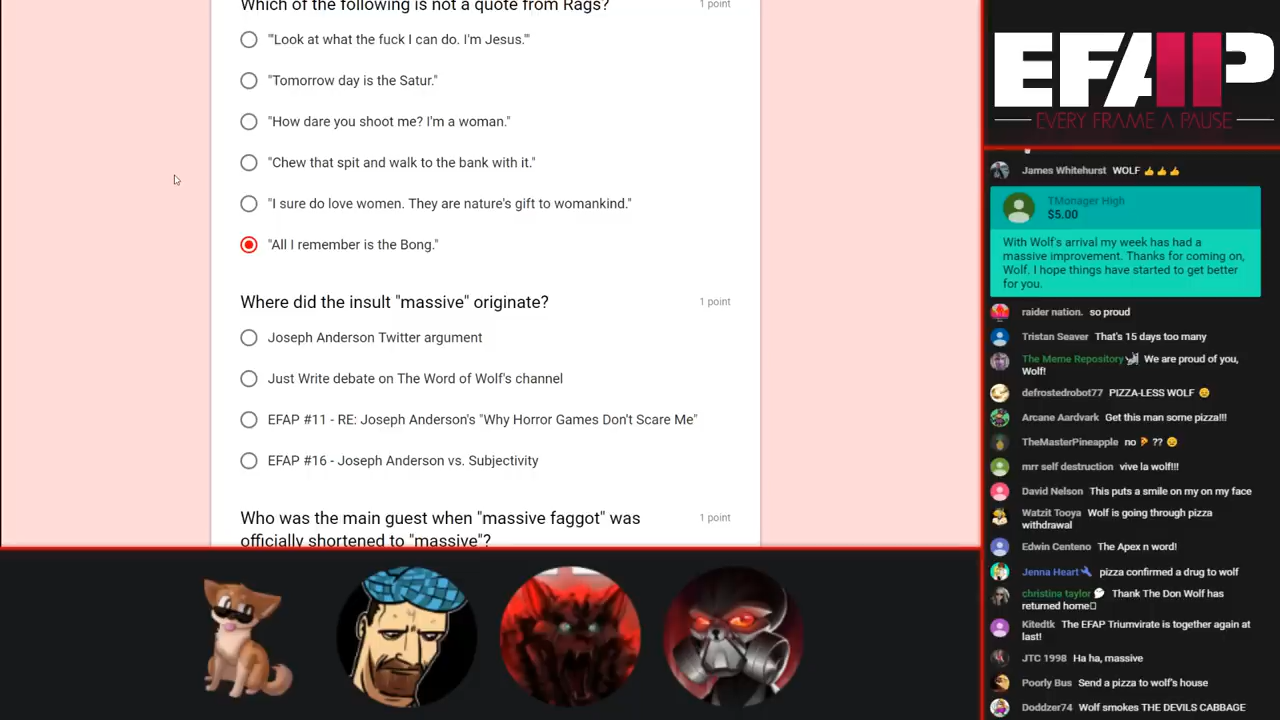 Which of the following is not a quote from Rags?
1 point
"'Look at what the fuck I can do. I'm Jesus.'"
"Tomorrow day is the Satur."
"How dare you shoot me? I'm a woman."
"Chew that spit and walk to the bank with it."
"I sure do love women. They are nature's gift to womankind."
"All I remember is the Bong."
Where did the insult "massive" originate?
1 point
Joseph Anderson Twitter argument
Just Write debate on The Word of Wolf's channel
EFAP #11 - RE: Joseph Anderson's "Why Horror Games Don't Scare Me"
EFAP #16 - Joseph Anderson vs. Subjectivity
Who was the main guest when "massive faggot" was
1 point
officially shortened to "massive"?
EFAP
EVERY FRAME A PAUSE
James Whitehurst WOLF 👍👍👍
TMonager High
$5.00
With Wolf's arrival my week has had a
massive improvement. Thanks for coming on,
Wolf. I hope things have started to get better
for you.
raider nation. so proud
Tristan Seaver That's 15 days too many
The Meme Repository We are proud of you,
Wolf!
defrostedrobot77 PIZZA-LESS WOLF
Arcane Aardvark Get this man some pizza!!!
TheMasterPineapple no 🍕 ??
mrr self destruction vive la wolf!!!
David Nelson This puts a smile on my on my face
Watzit Tooya Wolf is going through pizza
withdrawal
Edwin Centeno The Apex n word!
Jenna Heart pizza confirmed a drug to wolf
christina taylor Thank The Don Wolf has
returned home
Kitedtk The EFAP Triumvirate is together again at
last!
JTC 1998 Ha ha, massive
Poorly Bus Send a pizza to wolf's house
Doddzer74 Wolf smokes THE DEVILS CABBAGE